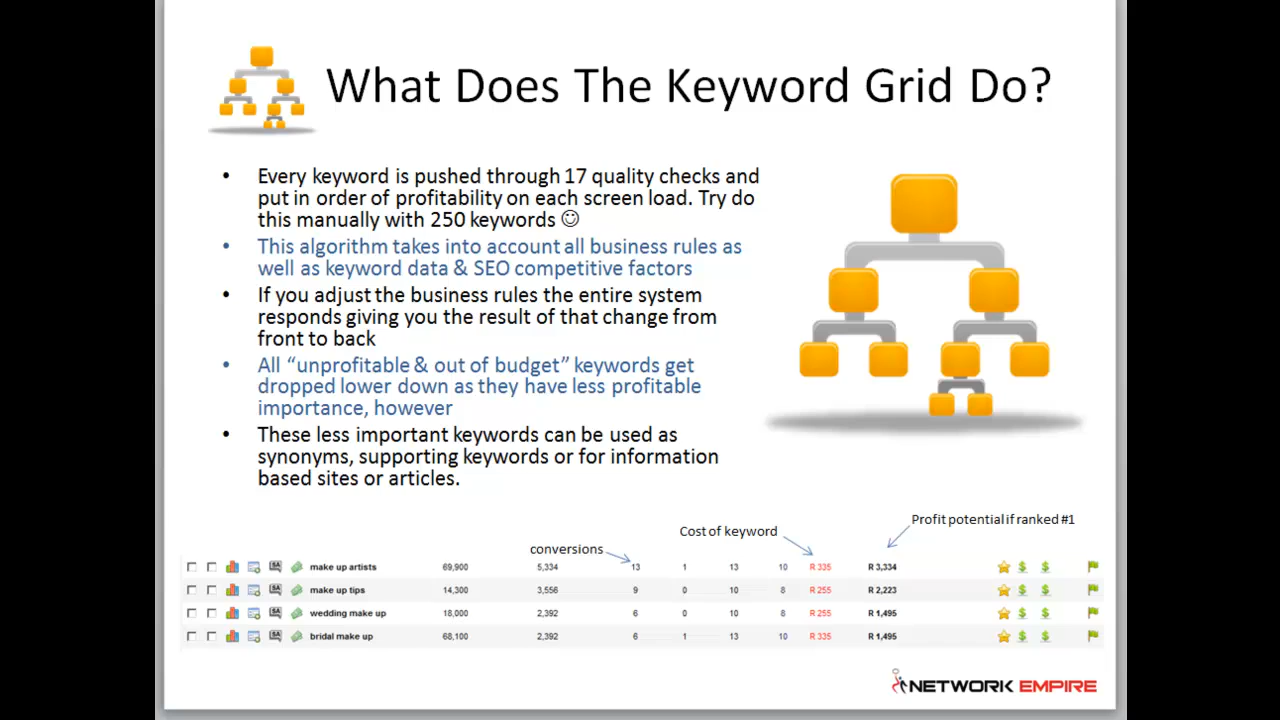 What Does The Keyword Grid Do?
• Every keyword is pushed through 17 quality checks and
put in order of profitability on each screen load. Try do
this manually with 250 keywords ☺
• This algorithm takes into account all business rules as
well as keyword data & SEO competitive factors
• If you adjust the business rules the entire system
responds giving you the result of that change from
front to back
• All “unprofitable & out of budget” keywords get
dropped lower down as they have less profitable
importance, however
• These less important keywords can be used as
synonyms, supporting keywords or for information
based sites or articles.
Profit potential if ranked #1
Cost of keyword
conversions
make up artists 69,900 5,334 13 1 13 10 R 335 R 3,334
make up tips 14,300 3,556 9 0 10 8 R 255 R 2,223
wedding make up 18,000 2,392 6 0 10 8 R 255 R 1,495
bridal make up 68,100 2,392 6 1 13 10 R 335 R 1,495
NETWORK EMPIRE